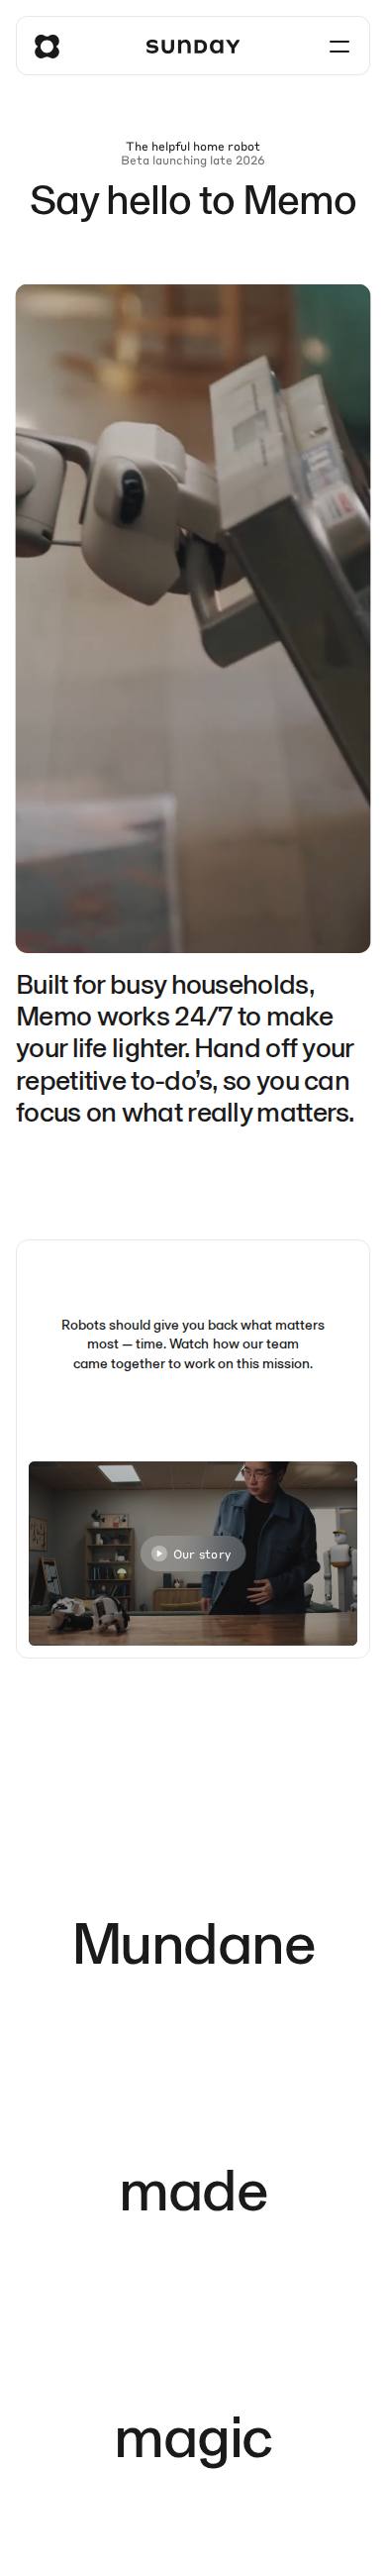 SUNDAY
The helpful home robot
Beta launching late 2026
Say hello to Memo
Built for busy households,
Memo works 24/7 to make
your life lighter. Hand off your
repetitive to-do’s, so you can
focus on what really matters.
Robots should give you back what matters
most — time. Watch how our team
came together to work on this mission.
Our story
Mundane
made
magic